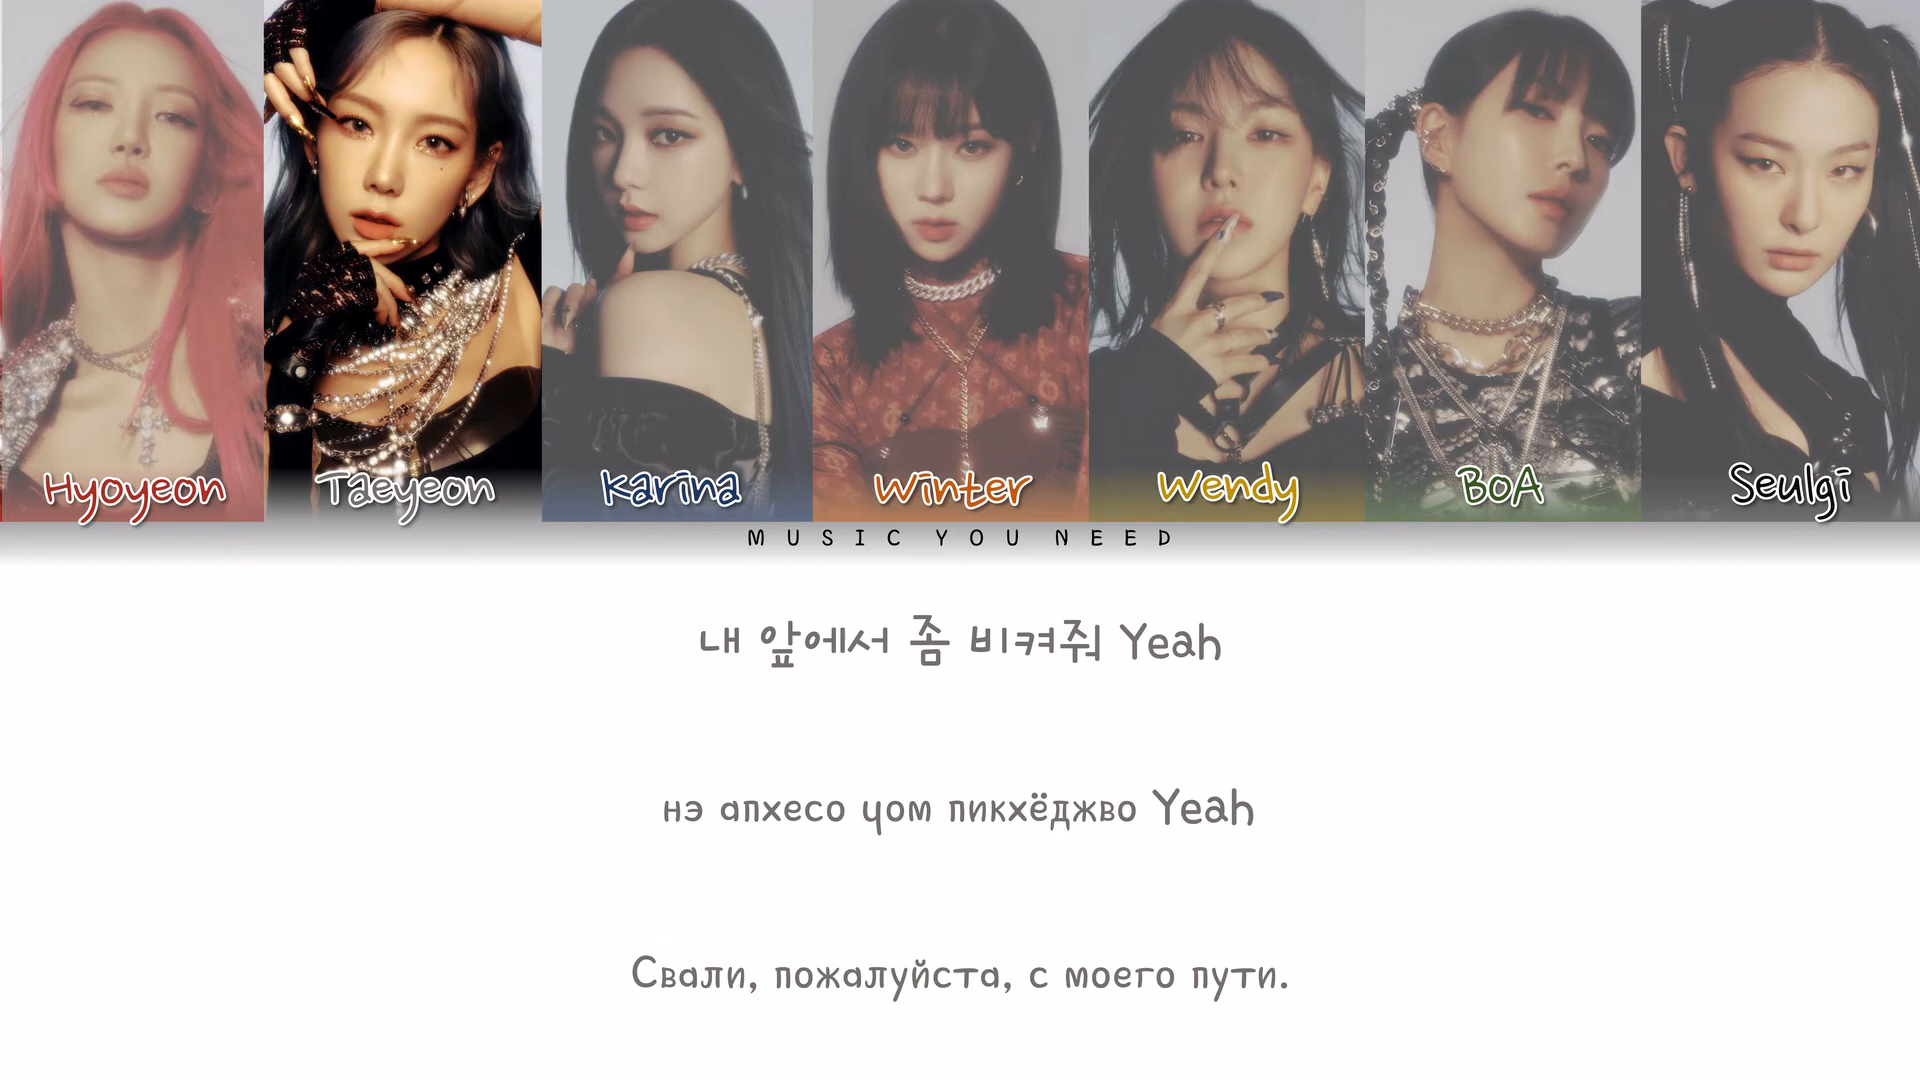 Hyoyeon Taeyeon Karina Winter Wendy BoA Seulgi
MUSIC YOU NEED
내 앞에서 좀 비켜줘 Yeah
нэ апхесо чом пикхёджво Yeah
Свали, пожалуйста, с моего пути.